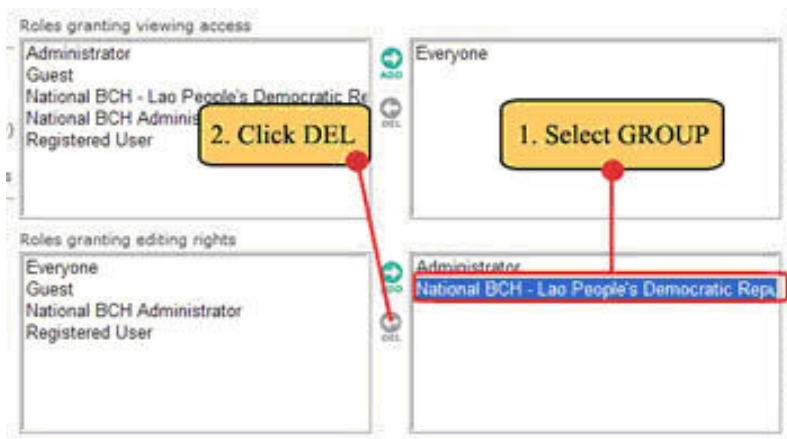 Roles granting viewing access
Administrator
Guest
National BCH - Lao People's Democratic Re
National BCH Adminis
Registered User
ADD
DEL
Everyone
2. Click DEL
1. Select GROUP
Roles granting editing rights
Everyone
Guest
National BCH Administrator
Registered User
ADD
DEL
Administrator
National BCH - Lao People's Democratic Repu